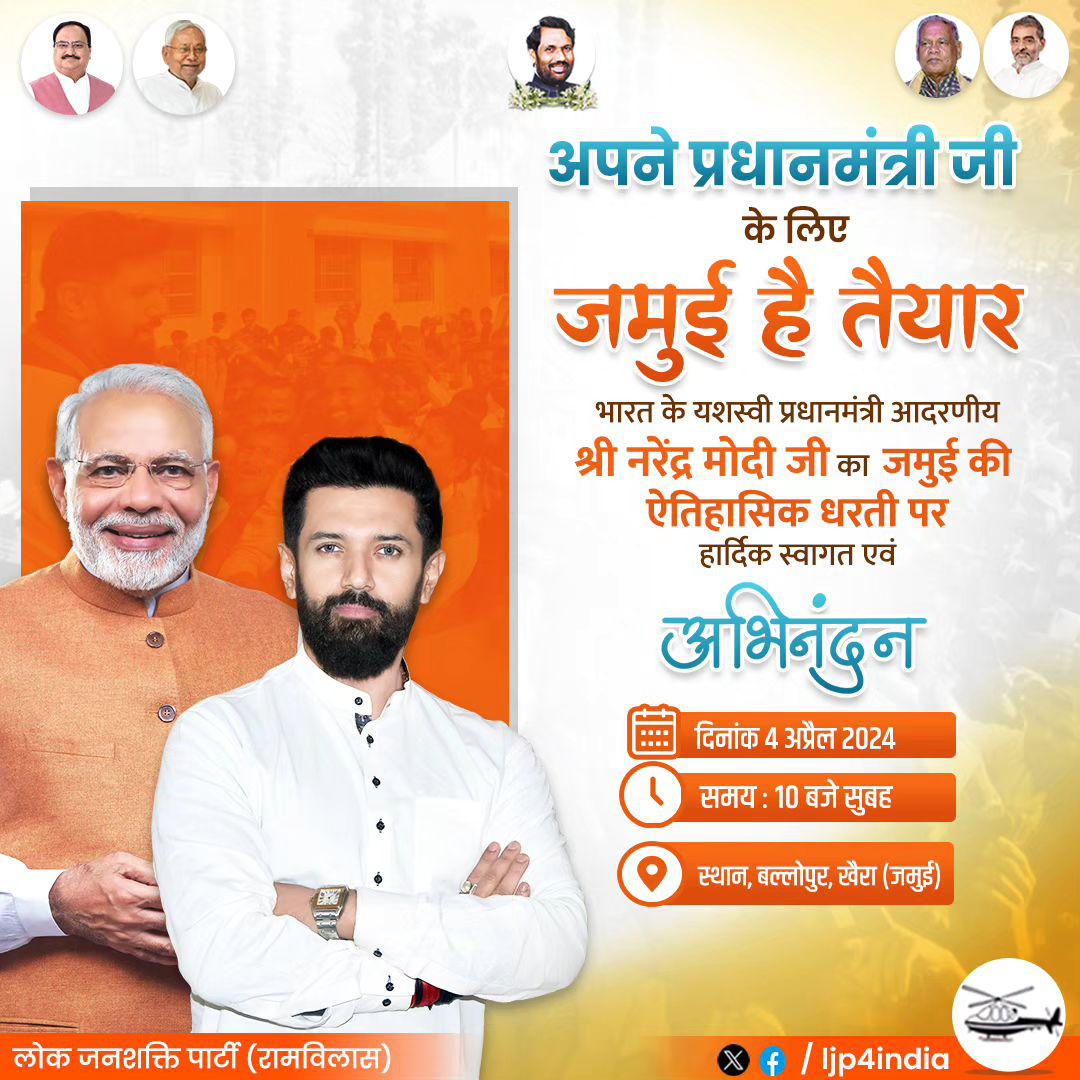 अपने प्रधानमंत्री जी
के लिए
जमुई है तैयार
भारत के यशस्वी प्रधानमंत्री आदरणीय
श्री नरेंद्र मोदी जी का जमुई की
ऐतिहासिक धरती पर
हार्दिक स्वागत एवं
अभिनंदन
दिनांक 4 अप्रैल 2024
समय : 10 बजे सुबह
स्थान, बल्लोपुर, खैरा (जमुई)
लोक जनशक्ति पार्टी (रामविलास)
/ ljp4india